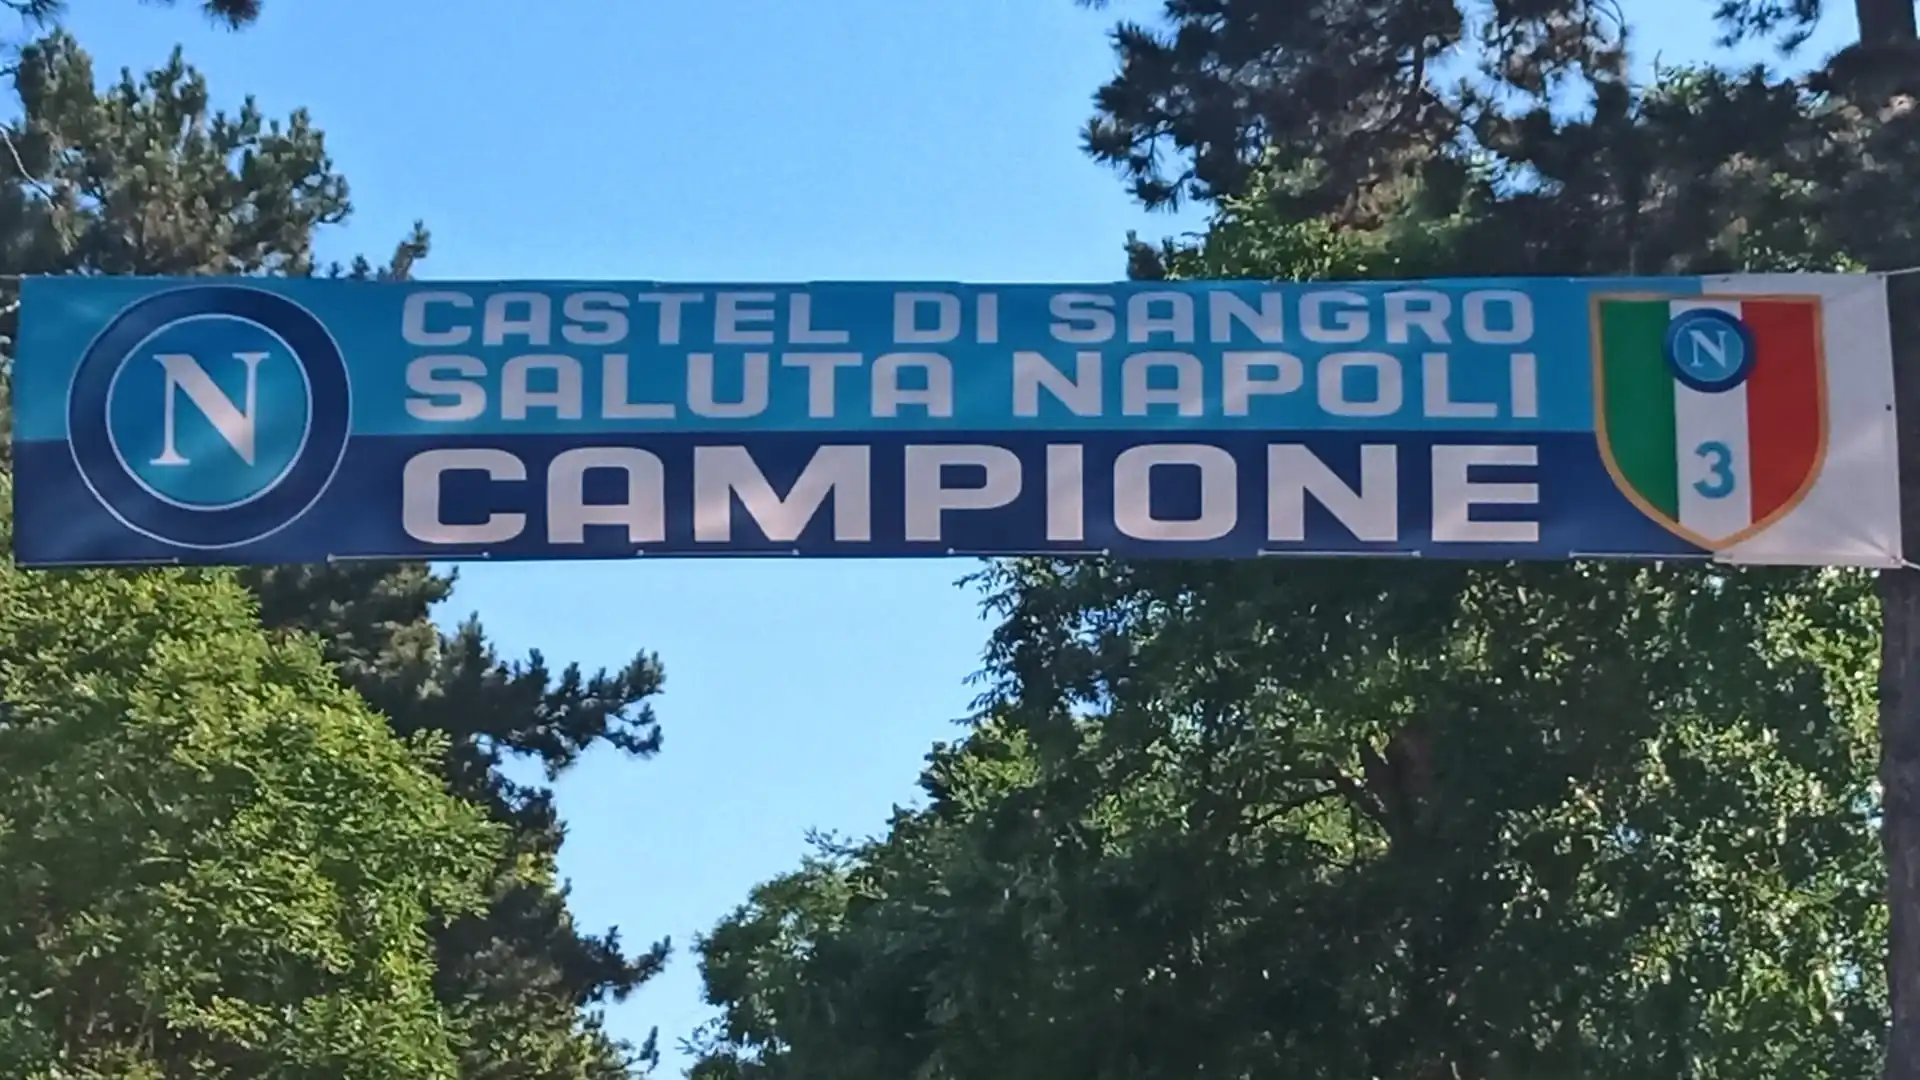 N
CASTEL DI SANGRO
SALUTA NAPOLI
CAMPIONE
N
3